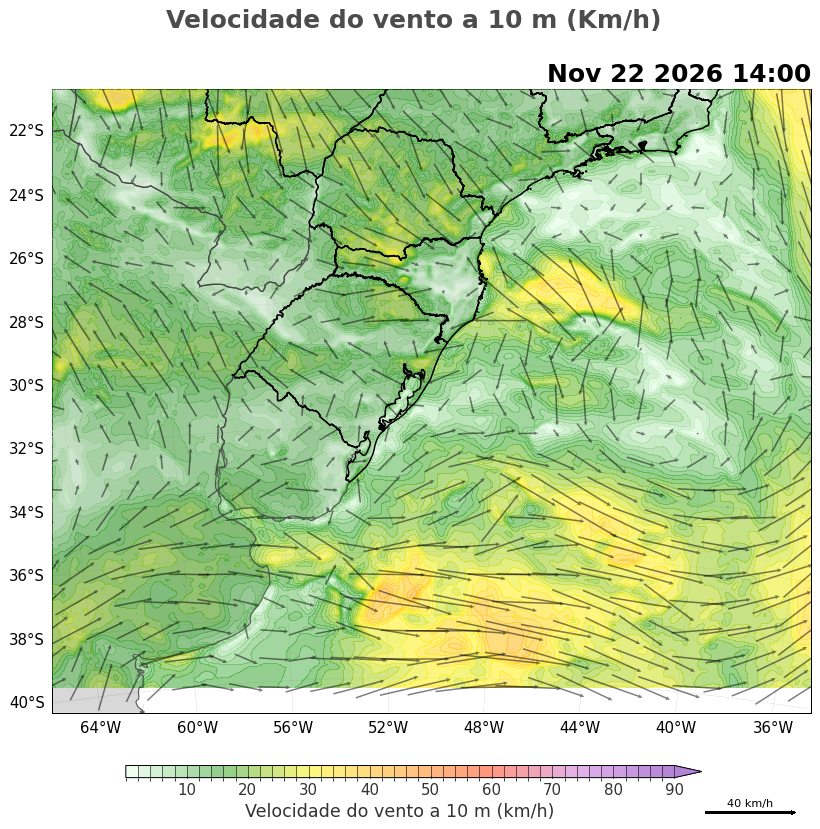 Velocidade do vento a 10 m (Km/h)
Nov 22 2026 14:00
22°S
24°S
26°S
28°S
30°S
32°S
34°S
36°S
38°S
40°S
64°W 60°W 56°W 52°W 48°W 44°W 40°W 36°W
10 20 30 40 50 60 70 80 90
Velocidade do vento a 10 m (km/h)
40 km/h